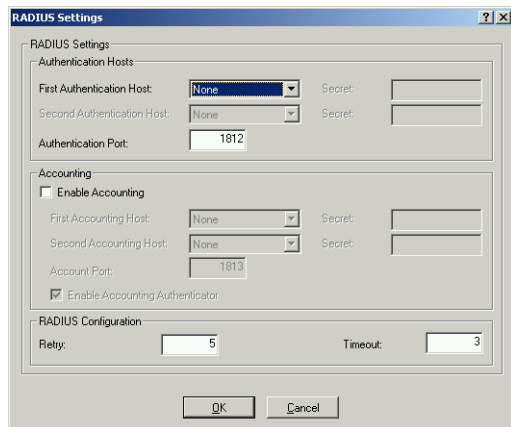 RADIUS Settings
RADIUS Settings
Authentication Hosts
First Authentication Host: None Secret:
Second Authentication Host: None Secret:
Authentication Port: 1812
Accounting
Enable Accounting
First Accounting Host: None Secret:
Second Accounting Host: None Secret:
Account Port: 1813
Enable Accounting Authenticator
RADIUS Configuration
Retry: 5 Timeout: 3
OK Cancel